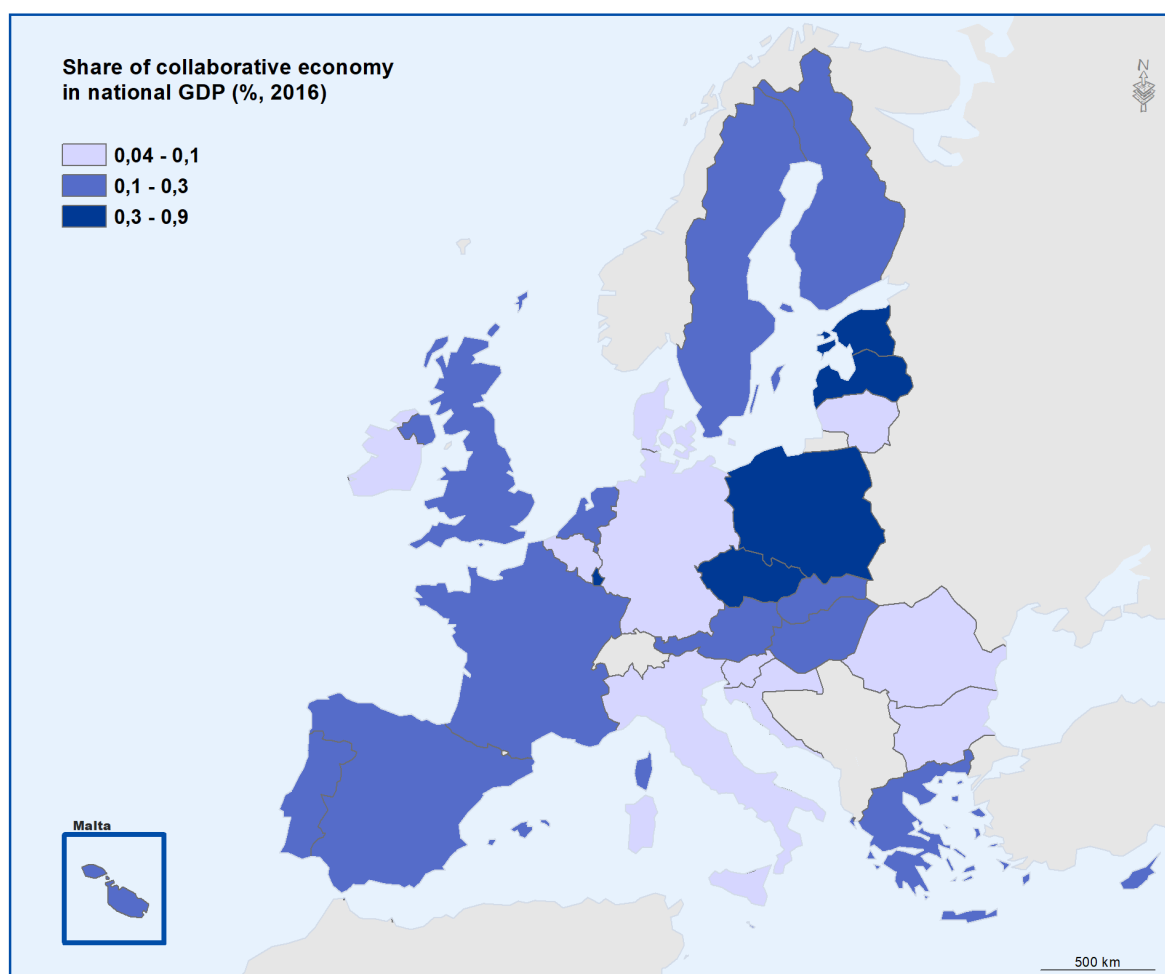 Share of collaborative economy
in national GDP (%, 2016)
0,04 - 0,1
0,1 - 0,3
0,3 - 0,9
N
Malta
500 km